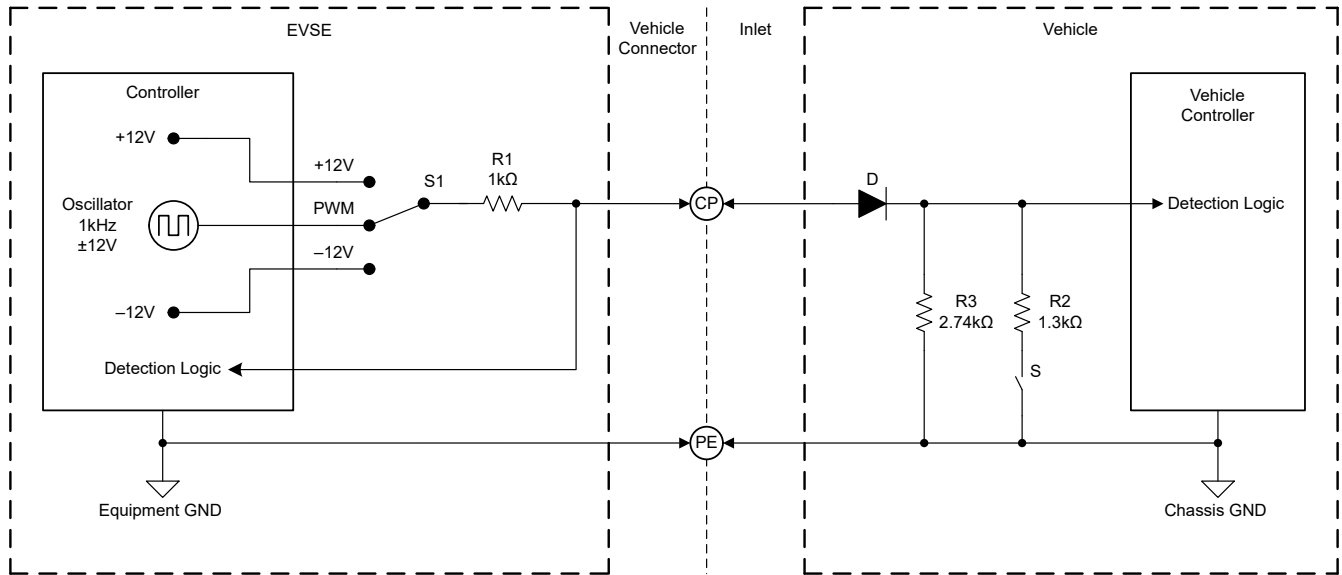 EVSE
Vehicle
Connector
Inlet
Vehicle
Controller
+12V
Oscillator
1kHz
±12V
–12V
Detection Logic
+12V
PWM
–12V
S1
R1
1kΩ
CP
PE
D
R3
2.74kΩ
R2
1.3kΩ
S
Vehicle
Controller
Detection Logic
Equipment GND
Chassis GND